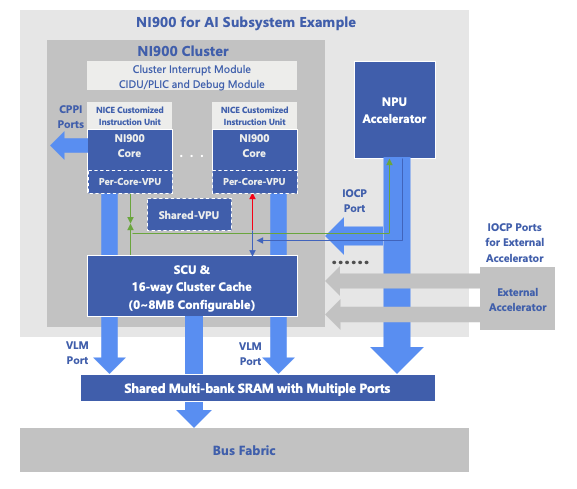 NI900 for AI Subsystem Example
NI900 Cluster
Cluster Interrupt Module
CIDU/PLIC and Debug Module
CPPI
Ports
NICE Customized
Instruction Unit
NI900
Core
Per-Core-VPU
. . .
NICE Customized
Instruction Unit
NI900
Core
Per-Core-VPU
Shared-VPU
NPU
Accelerator
IOCP
Port
IOCP Ports
for External
Accelerator
......
SCU &
16-way Cluster Cache
(0~8MB Configurable)
External
Accelerator
VLM
Port
VLM
Port
Shared Multi-bank SRAM with Multiple Ports
Bus Fabric